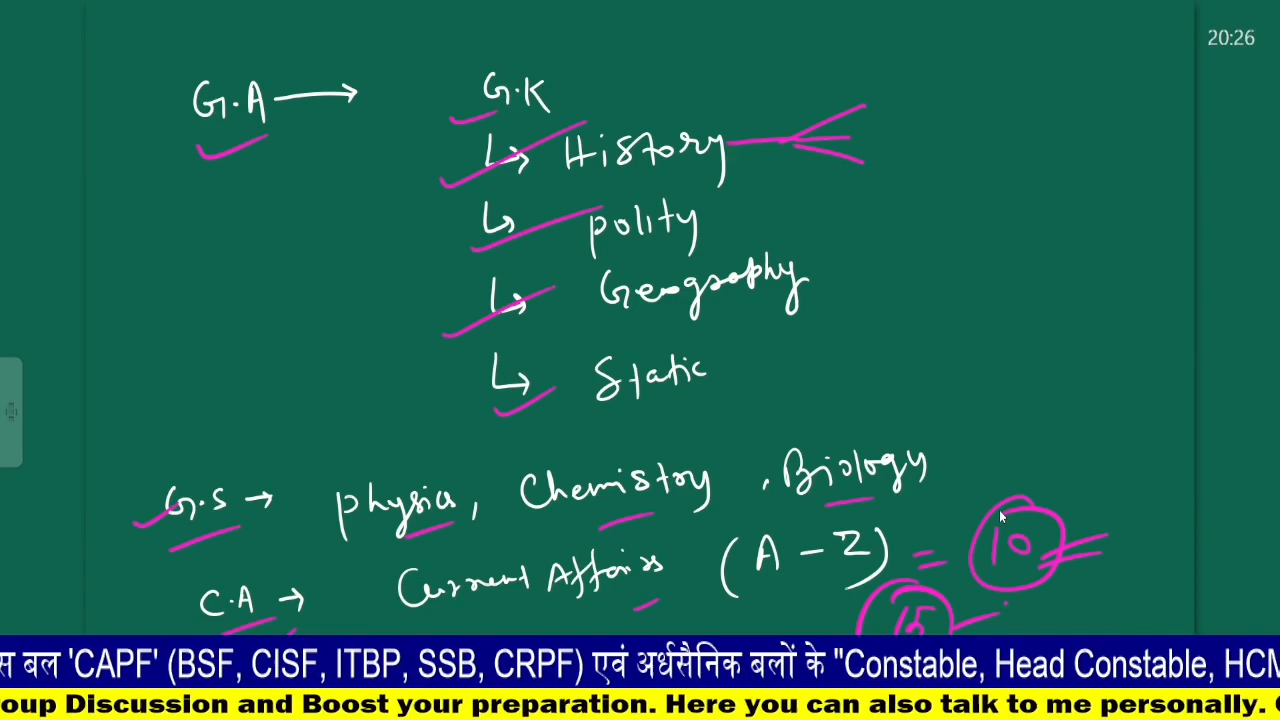 20:26
G.A → G.K
↳ History
↳ polity
↳ Geography
↳ Static
G.S → physics, Chemistry, Biology
C.A → Current Affairs (A - Z) = 10
15
स बल 'CAPF' (BSF, CISF, ITBP, SSB, CRPF) एवं अर्धसैनिक बलों के "Constable, Head Constable, HCM
roup Discussion and Boost your preparation. Here you can also talk to me personally.